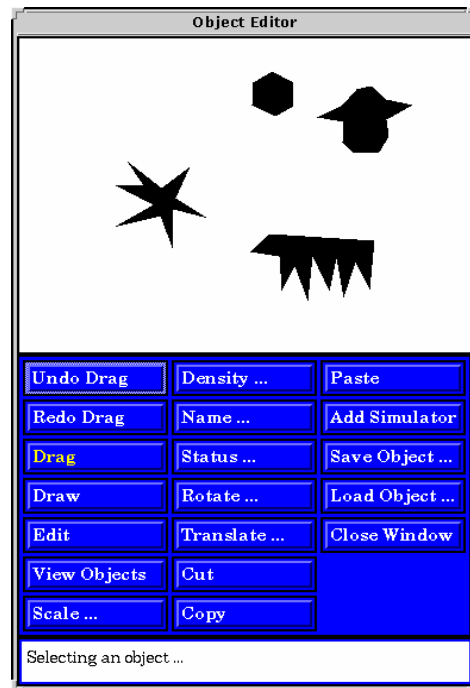 Object Editor
Undo Drag Density ... Paste
Redo Drag Name ... Add Simulator
Drag Status ... Save Object ...
Draw Rotate ... Load Object ...
Edit Translate ... Close Window
View Objects Cut
Scale ... Copy
Selecting an object ...